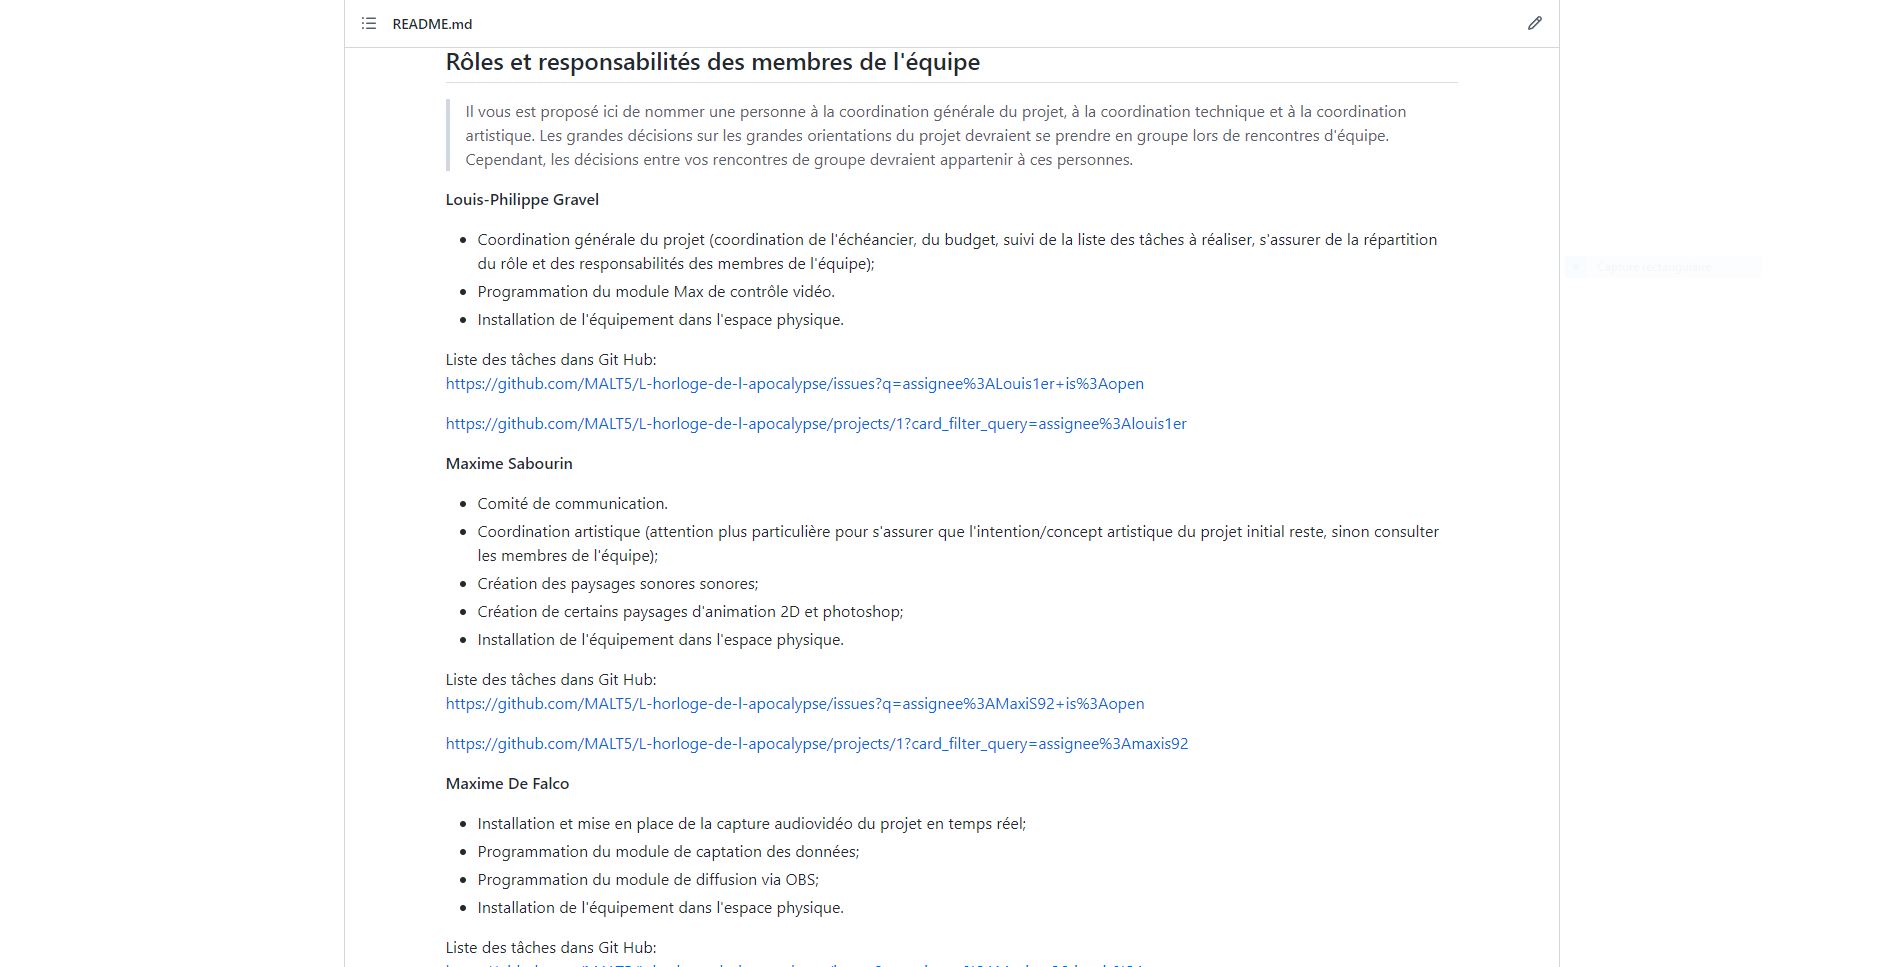 README.md
Rôles et responsabilités des membres de l'équipe
Il vous est proposé ici de nommer une personne à la coordination générale du projet, à la coordination technique et à la coordination
artistique. Les grandes décisions sur les grandes orientations du projet devraient se prendre en groupe lors de rencontres d'équipe.
Cependant, les décisions entre vos rencontres de groupe devraient appartenir à ces personnes.
Louis-Philippe Gravel
Coordination générale du projet (coordination de l'échéancier, du budget, suivi de la liste des tâches à réaliser, s'assurer de la répartition
du rôle et des responsabilités des membres de l'équipe);
Capture rectangulaire
Programmation du module Max de contrôle vidéo.
Installation de l'équipement dans l'espace physique.
Liste des tâches dans Git Hub:
https://github.com/MALT5/L-horloge-de-l-apocalypse/issues?q=assignee%3ALouis1er+is%3Aopen
https://github.com/MALT5/L-horloge-de-l-apocalypse/projects/1?card_filter_query=assignee%3Alouis1er
Maxime Sabourin
Comité de communication.
Coordination artistique (attention plus particulière pour s'assurer que l'intention/concept artistique du projet initial reste, sinon consulter
les membres de l'équipe);
Création des paysages sonores sonores;
Création de certains paysages d'animation 2D et photoshop;
Installation de l'équipement dans l'espace physique.
Liste des tâches dans Git Hub:
https://github.com/MALT5/L-horloge-de-l-apocalypse/issues?q=assignee%3AMaxiS92+is%3Aopen
https://github.com/MALT5/L-horloge-de-l-apocalypse/projects/1?card_filter_query=assignee%3Amaxis92
Maxime De Falco
Installation et mise en place de la capture audiovidéo du projet en temps réel;
Programmation du module de captation des données;
Programmation du module de diffusion via OBS;
Installation de l'équipement dans l'espace physique.
Liste des tâches dans Git Hub: